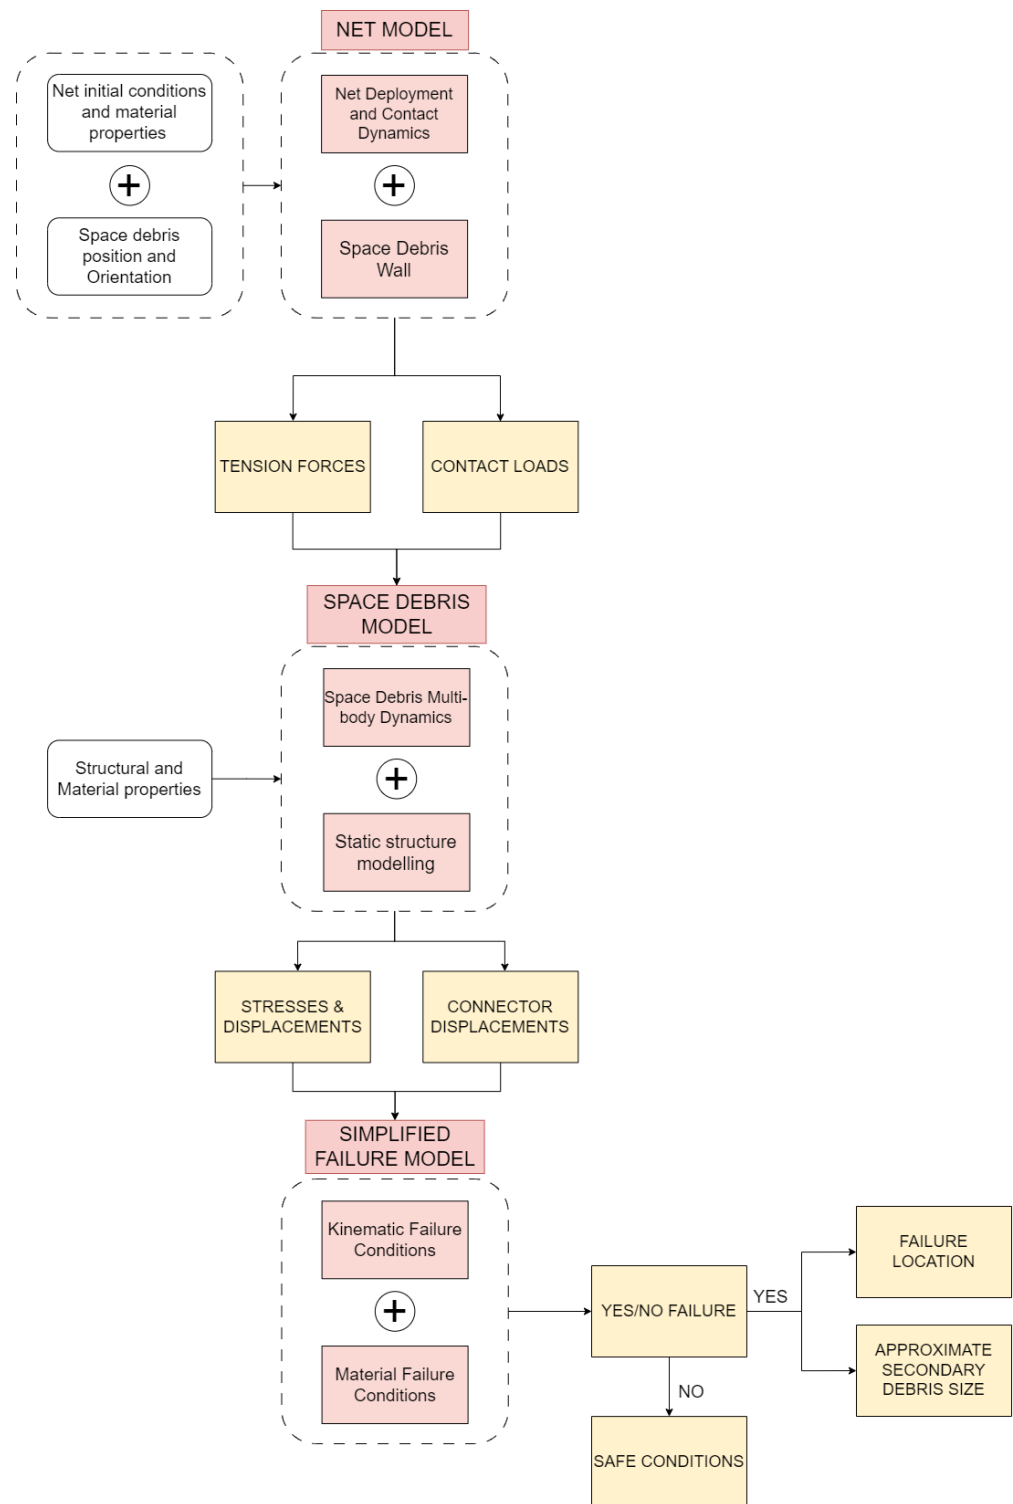 NET MODEL
Net initial conditions
and material
properties
+
Space debris
position and
Orientation
Net Deployment
and Contact
Dynamics
+
Space Debris
Wall
TENSION FORCES
CONTACT LOADS
SPACE DEBRIS
MODEL
Structural and
Material properties
Space Debris Multi-
body Dynamics
+
Static structure
modelling
STRESSES &
DISPLACEMENTS
CONNECTOR
DISPLACEMENTS
SIMPLIFIED
FAILURE MODEL
Kinematic Failure
Conditions
+
Material Failure
Conditions
YES/NO FAILURE
YES
FAILURE
LOCATION
APPROXIMATE
SECONDARY
DEBRIS SIZE
NO
SAFE CONDITIONS